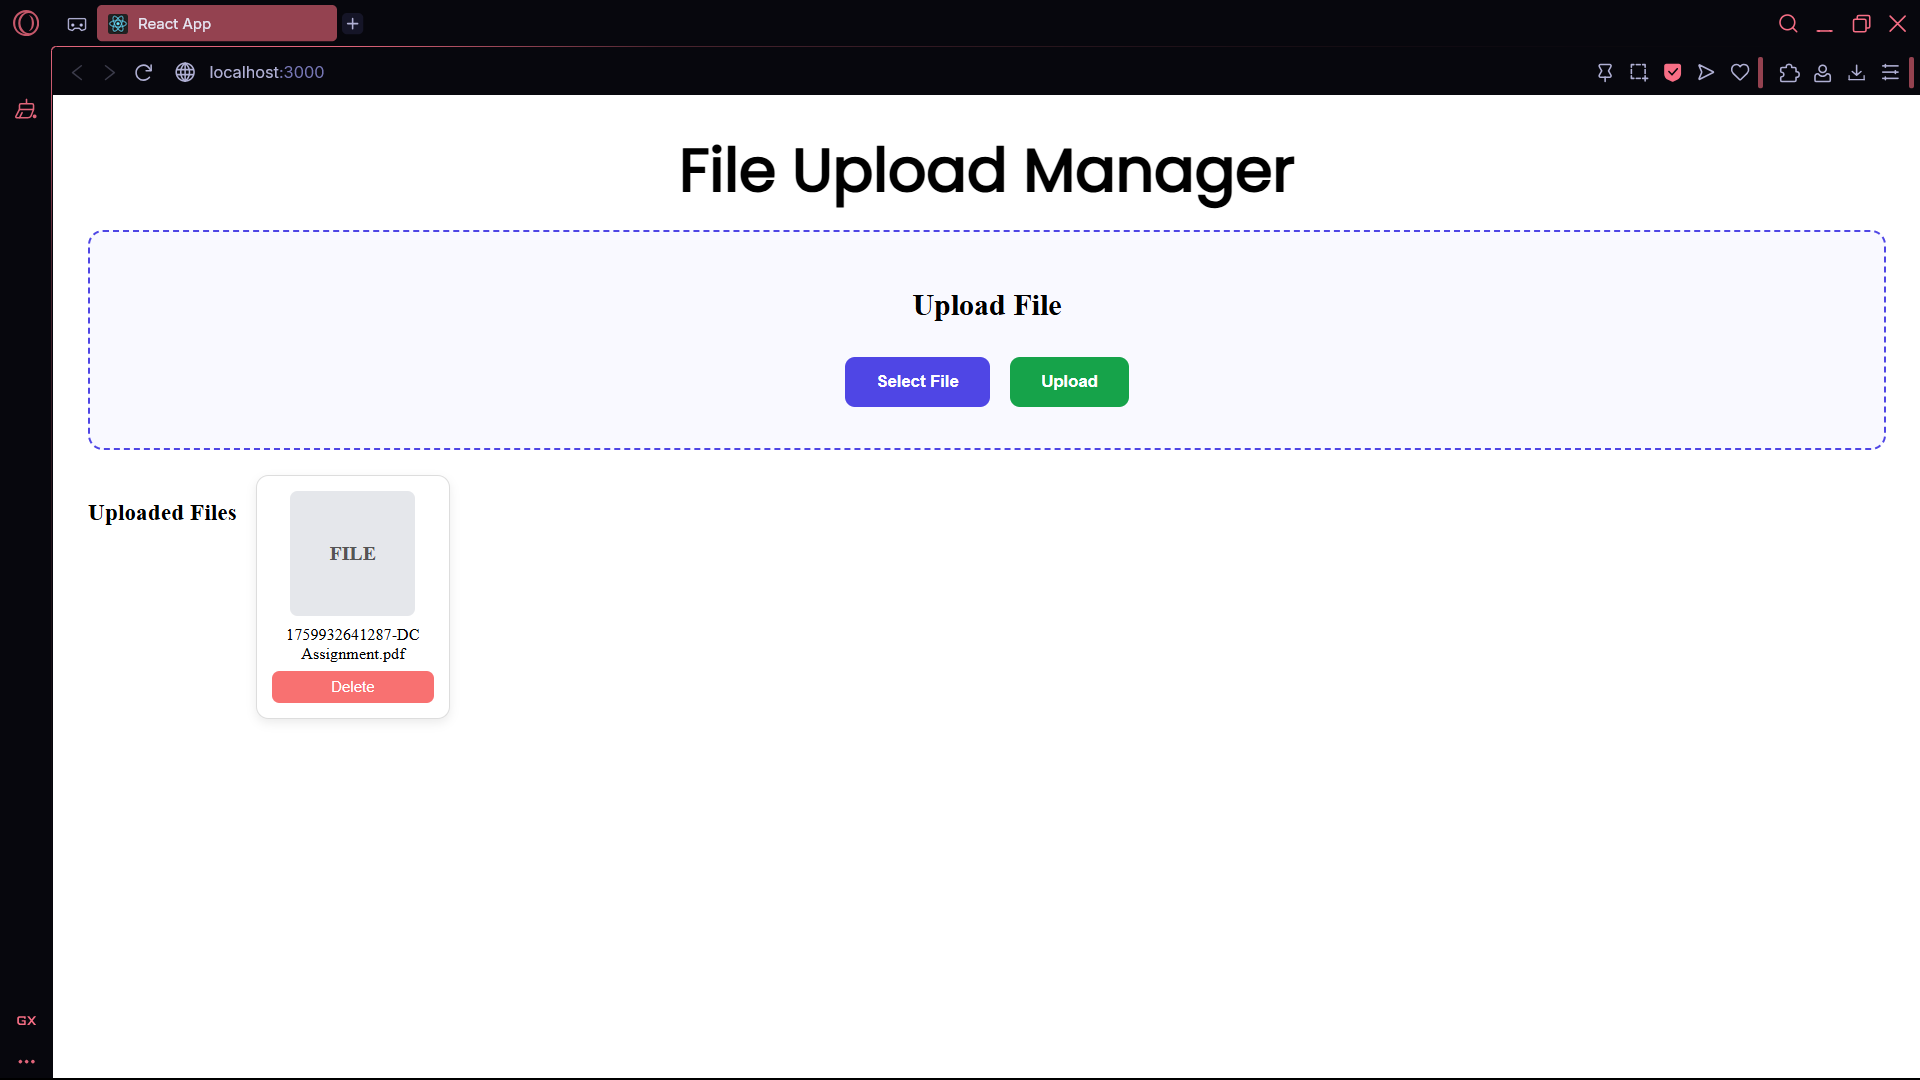 React App
localhost:3000
File Upload Manager
Upload File
Select File
Upload
Uploaded Files
FILE
1759932641287-DC
Assignment.pdf
Delete
GX